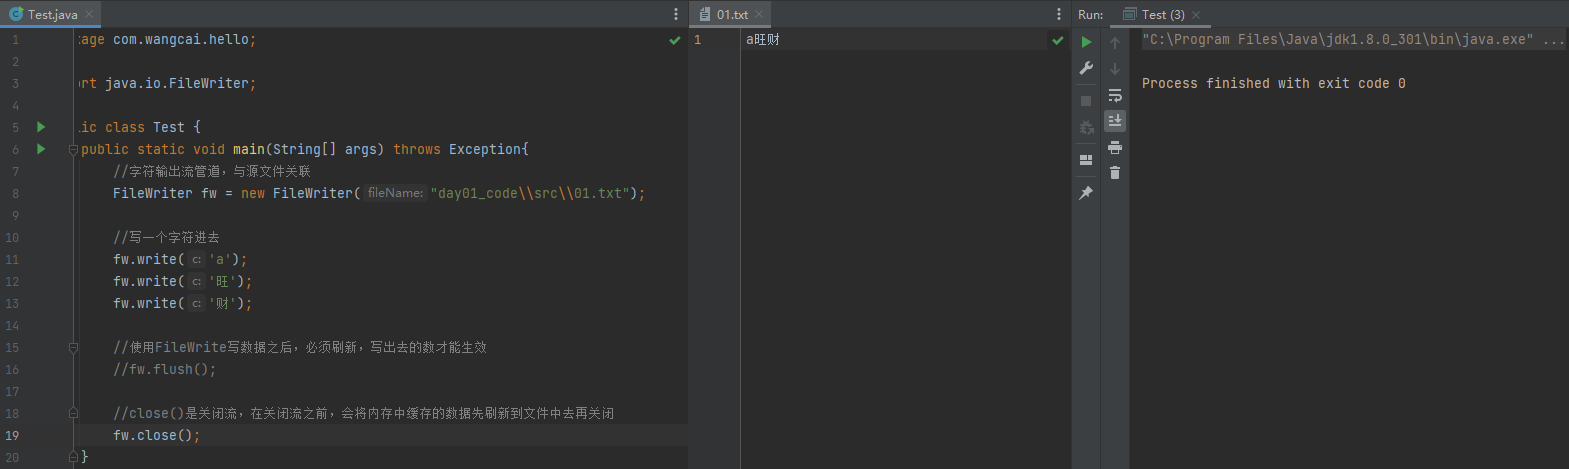 Test.java
1 kage com.wangcai.hello;
2
3 ort java.io.FileWriter;
4
5 lic class Test {
6 public static void main(String[] args) throws Exception{
7 //字符输出流管道，与源文件关联
8 FileWriter fw = new FileWriter( fileName: "day01_code\\src\\01.txt");
9
10 //写一个字符进去
11 fw.write( c: 'a');
12 fw.write( c: '旺');
13 fw.write( c: '财');
14
15 //使用FileWrite写数据之后，必须刷新，写出去的数才能生效
16 //fw.flush();
17
18 //close()是关闭流，在关闭流之前，会将内存中缓存的数据先刷新到文件中去再关闭
19 fw.close();
20 }
01.txt
1 a旺财
Run: Test (3)
"C:\Program Files\Java\jdk1.8.0_301\bin\java.exe" ...
Process finished with exit code 0